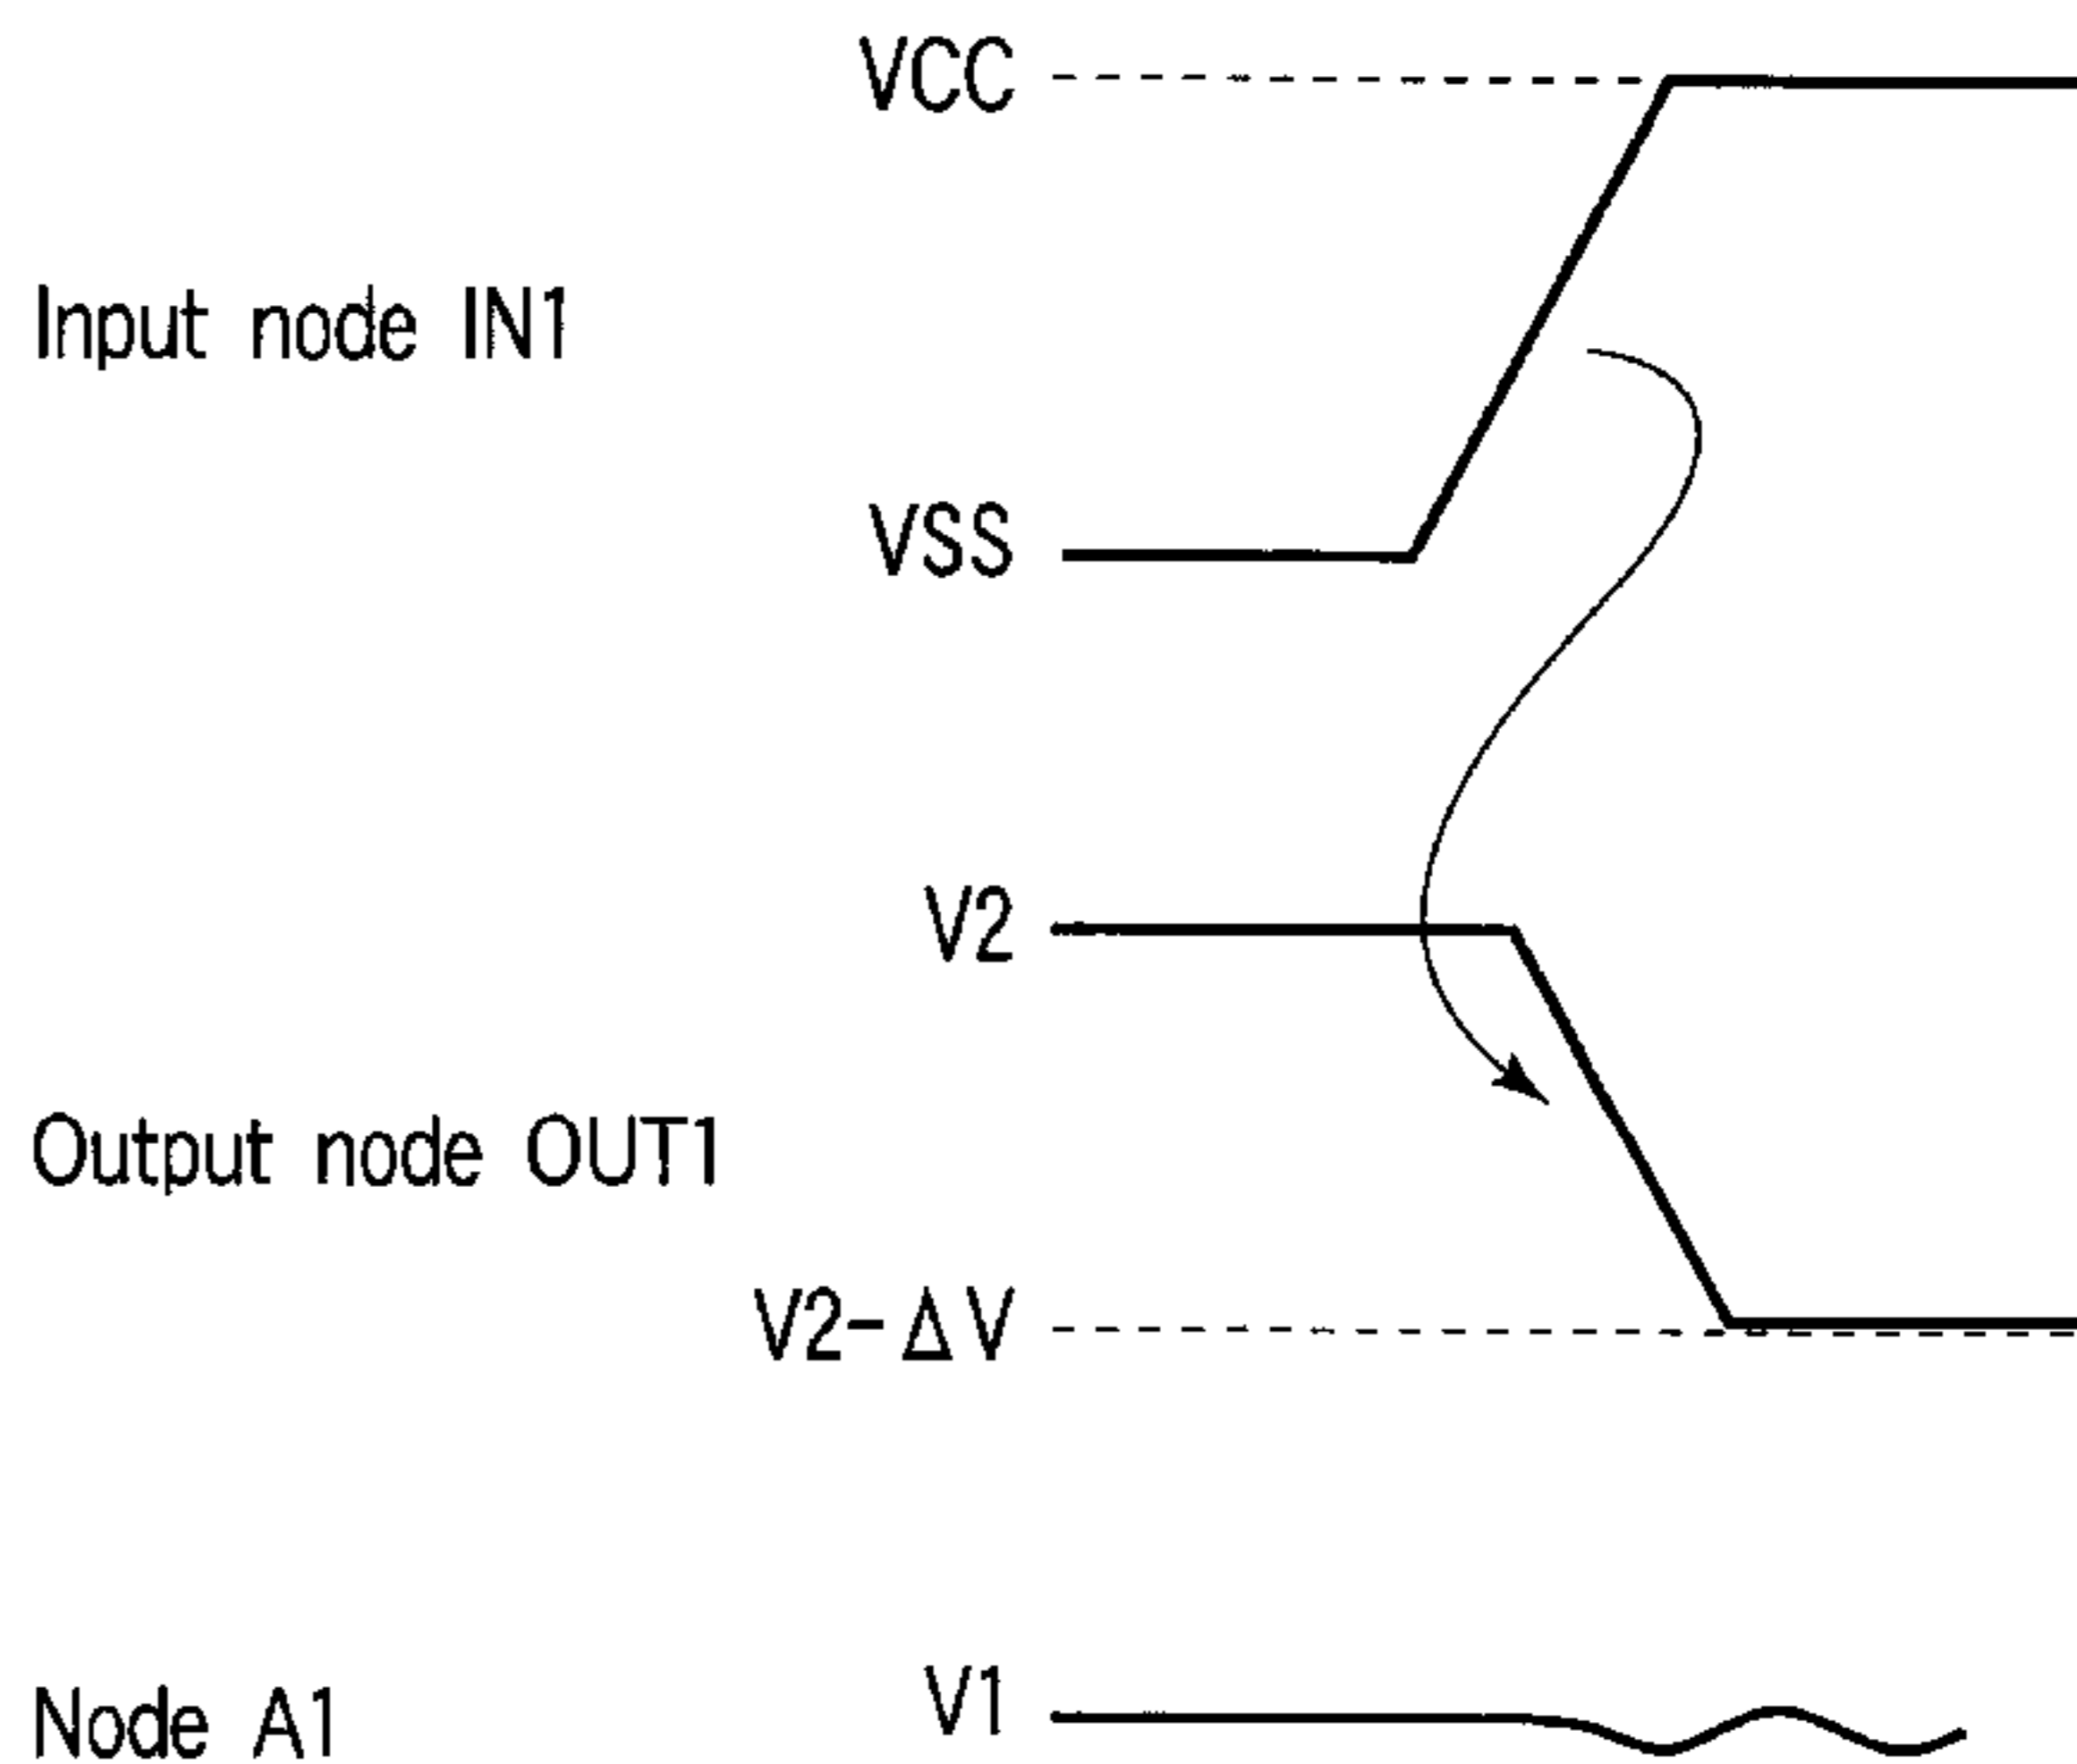 VCC
Input node IN1
VSS
V2
Output node OUT1
V2-ΔV
V1
Node A1